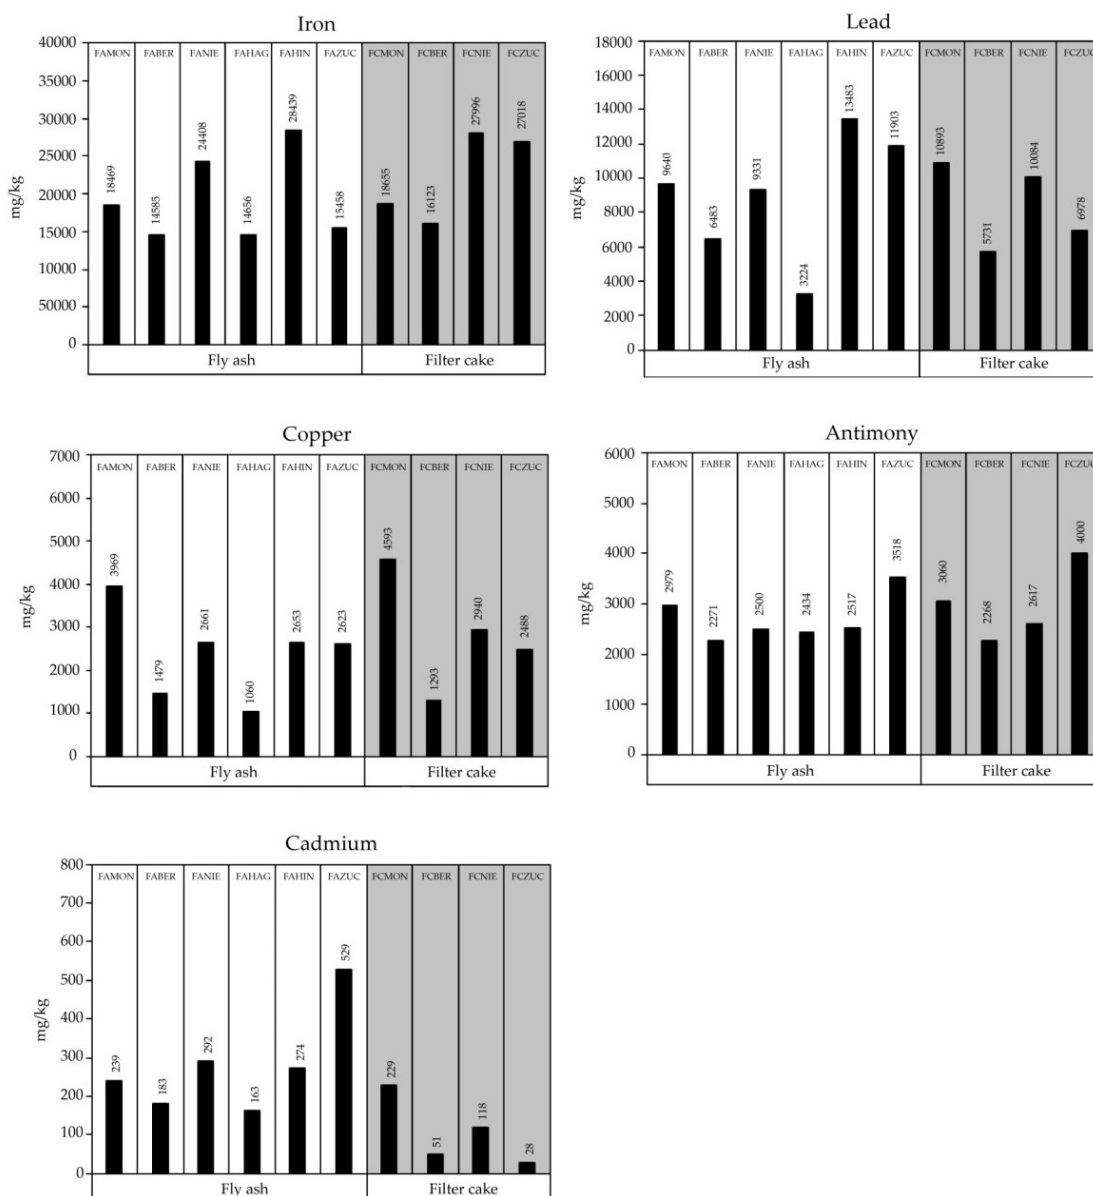 Iron
40000
35000
30000
25000
20000
15000
10000
50000
0
mg/kg
FAMON FABER FANIE FAHAG FAHIN FAZUC FCMON FCBER FCNIE FCZUC
18469 14585 24408 14656 28439 15458 18655 16123 27996 27018
Fly ash Filter cake
Lead
18000
16000
14000
12000
10000
8000
6000
4000
2000
0
mg/kg
FAMON FABER FANIE FAHAG FAHIN FAZUC FCMON FCBER FCNIE FCZUC
9640 6483 9331 3224 13483 11903 10893 5731 10084 6978
Fly ash Filter cake
Copper
7000
6000
5000
4000
3000
2000
1000
0
mg/kg
FAMON FABER FANIE FAHAG FAHIN FAZUC FCMON FCBER FCNIE FCZUC
3969 1479 2661 1060 2653 2623 4593 1293 2940 2488
Fly ash Filter cake
Antimony
6000
5000
4000
3000
2000
1000
0
mg/kg
FAMON FABER FANIE FAHAG FAHIN FAZUC FCMON FCBER FCNIE FCZUC
2979 2271 2500 2434 2517 3518 3060 2268 2617 4000
Fly ash Filter cake
Cadmium
800
700
600
500
400
300
200
100
0
mg/kg
FAMON FABER FANIE FAHAG FAHIN FAZUC FCMON FCBER FCNIE FCZUC
239 183 292 163 274 529 229 51 118 28
Fly ash Filter cake